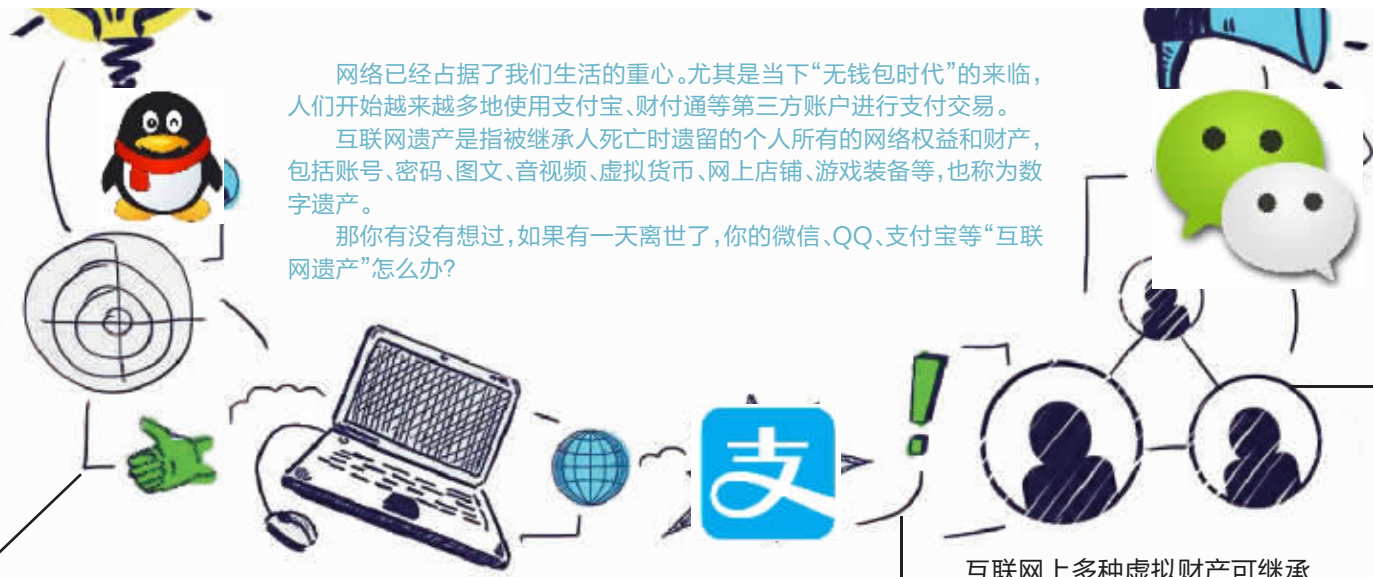 网络已经占据了我们生活的重心。尤其是当下“无钱包时代”的来临，
人们开始越来越多地使用支付宝、财付通等第三方账户进行支付交易。
互联网遗产是指被继承人死亡时遗留的个人所有的网络权益和财产，
包括账号、密码、图文、音视频、虚拟货币、网上店铺、游戏装备等，也称为数
字遗产。
那你有没有想过，如果有一天离世了，你的微信、QQ、支付宝等“互联
网遗产”怎么办？
支
互联网上多种虚拟财产可继承